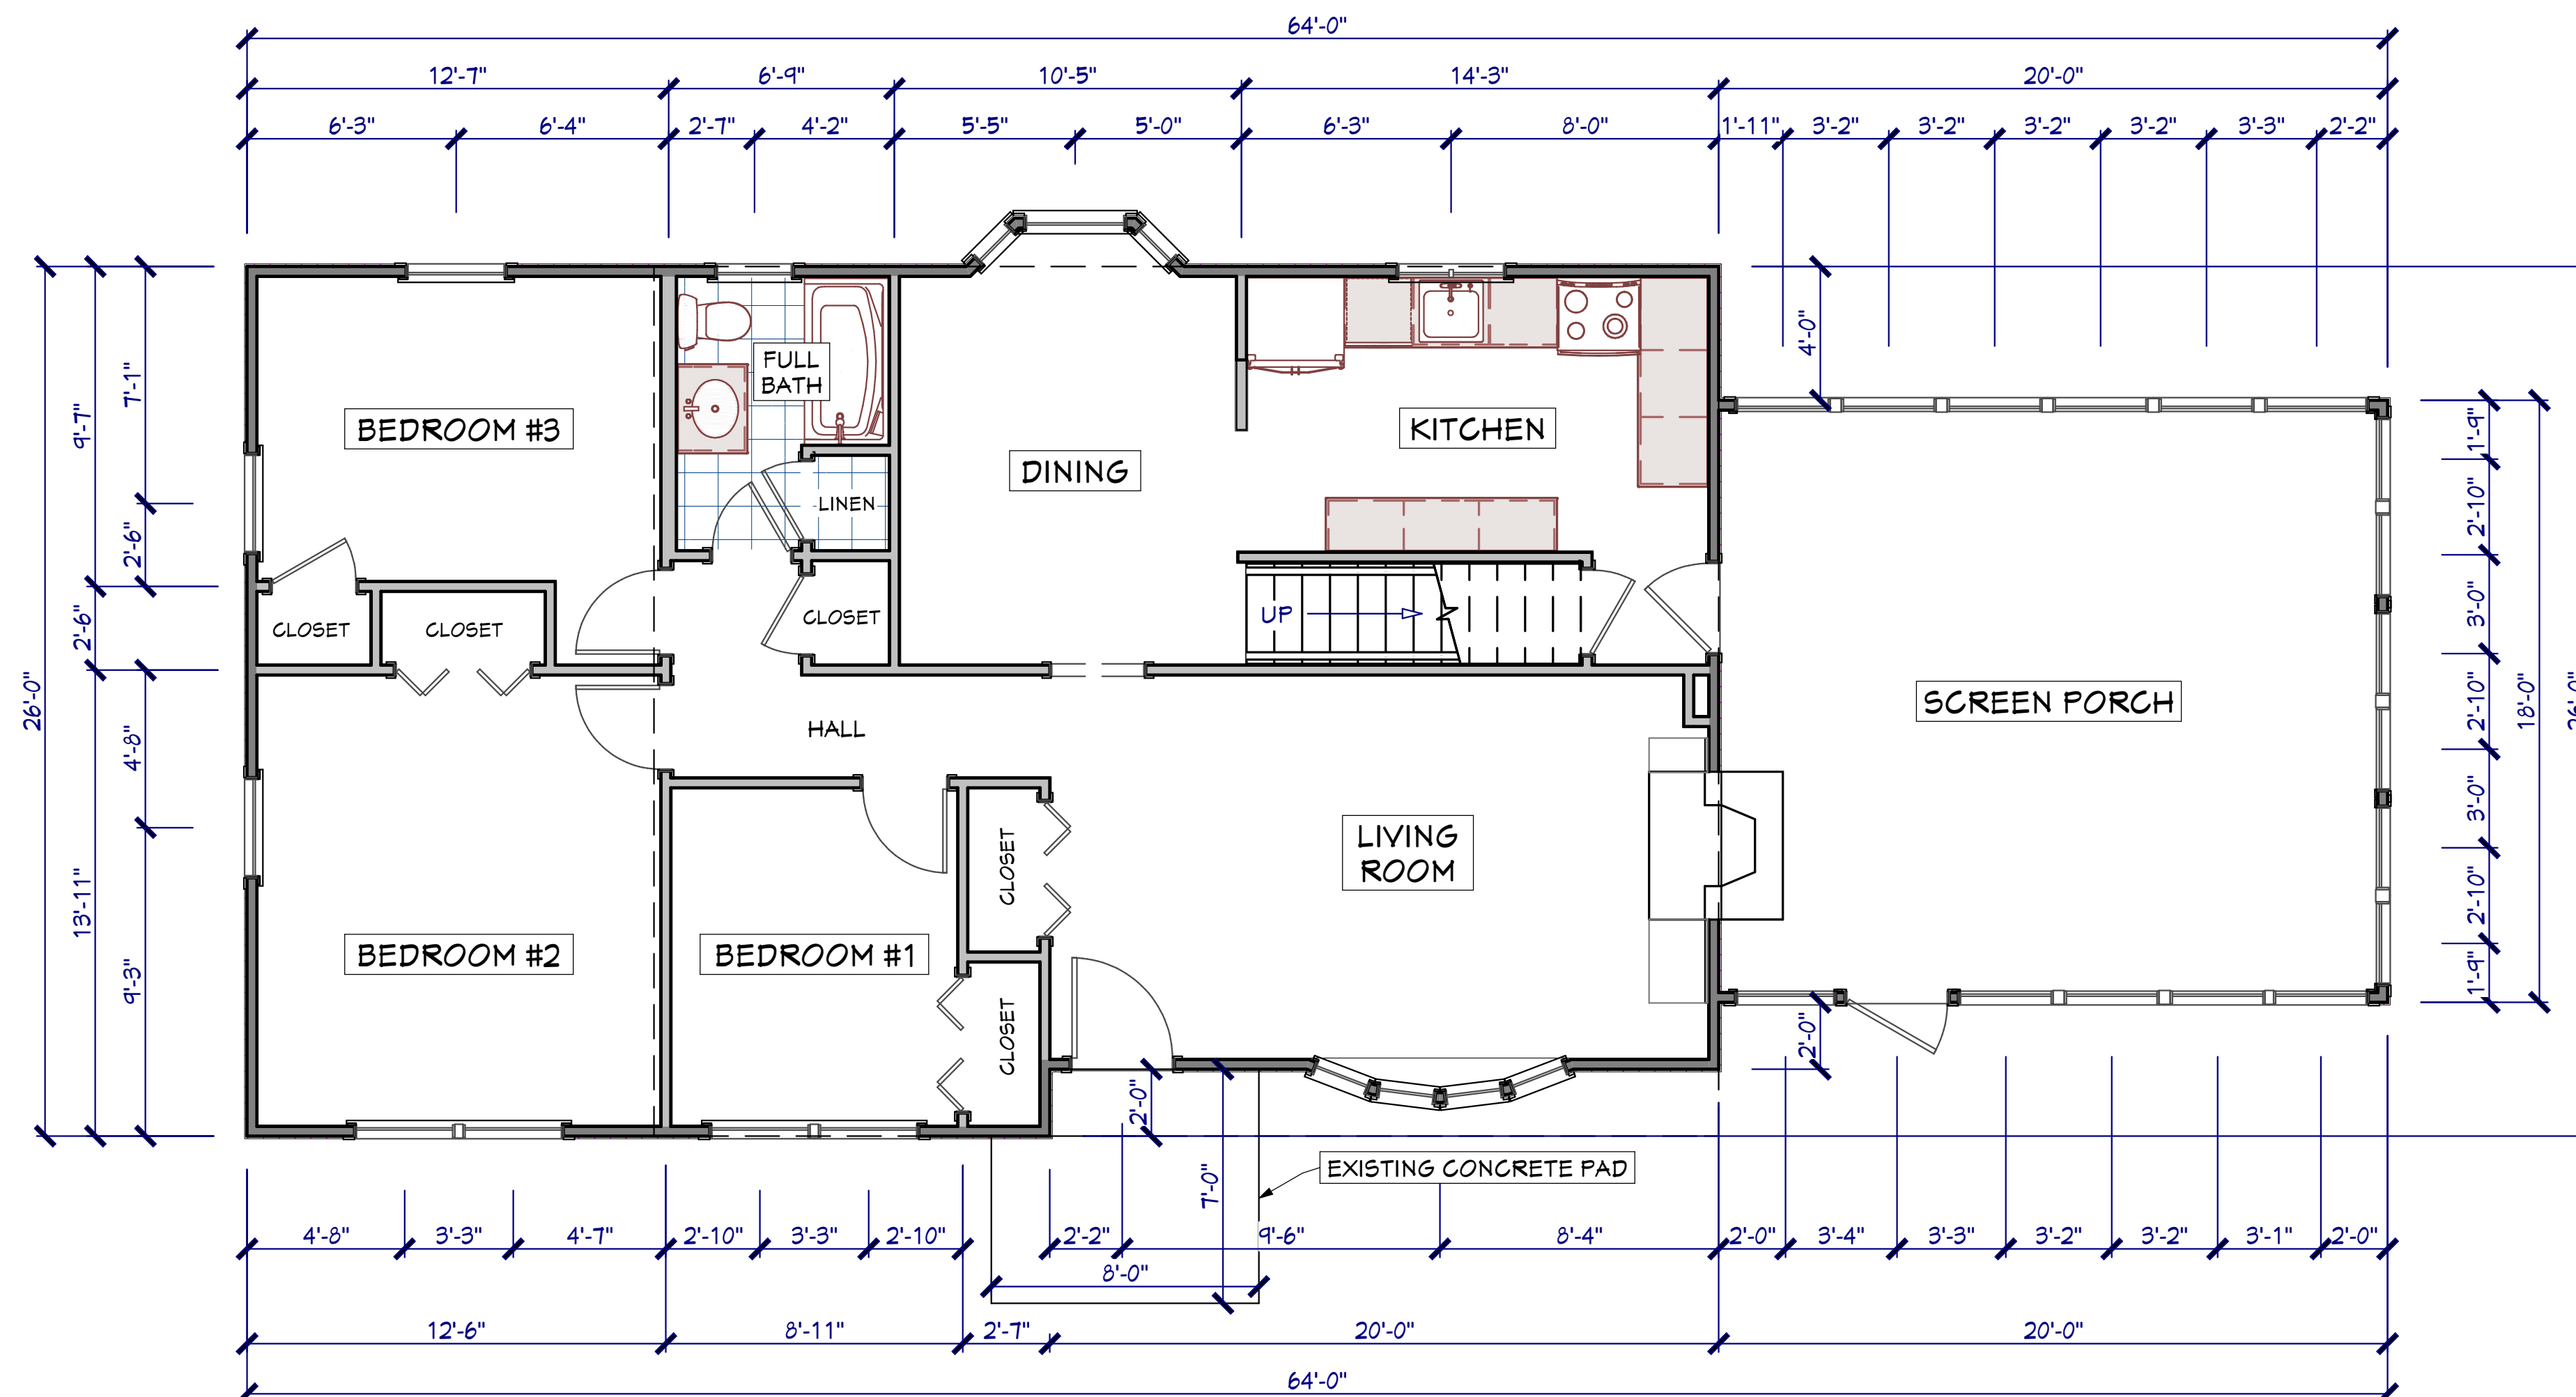 64'-0"
12'-7" 6'-9" 10'-5" 14'-3" 20'-0"
6'-3" 6'-4" 2'-7" 4'-2" 5'-5" 5'-0" 6'-3" 8'-0" 1'-11" 3'-2" 3'-2" 3'-2" 3'-2" 3'-3" 2'-2"
26'-0"
9'-7"
2'-6"
13'-11"
7'-1"
2'-6"
4'-8"
9'-3"
BEDROOM #3
FULL
BATH
LINEN
DINING
KITCHEN
4'-0"
CLOSET
CLOSET
CLOSET
UP
HALL
SCREEN PORCH
LIVING
ROOM
CLOSET
CLOSET
BEDROOM #2
BEDROOM #1
1'-9"
2'-10"
3'-0"
2'-10"
3'-0"
2'-10"
1'-9"
18'-0"
26'-0"
2'-0"
2'-0"
7'-0"
EXISTING CONCRETE PAD
4'-8" 3'-3" 4'-7" 2'-10" 3'-3" 2'-10" 2'-2" 9'-6" 8'-4" 2'-0" 3'-4" 3'-3" 3'-2" 3'-2" 3'-1" 2'-0"
8'-0"
12'-6" 8'-11" 2'-7" 20'-0" 20'-0"
64'-0"